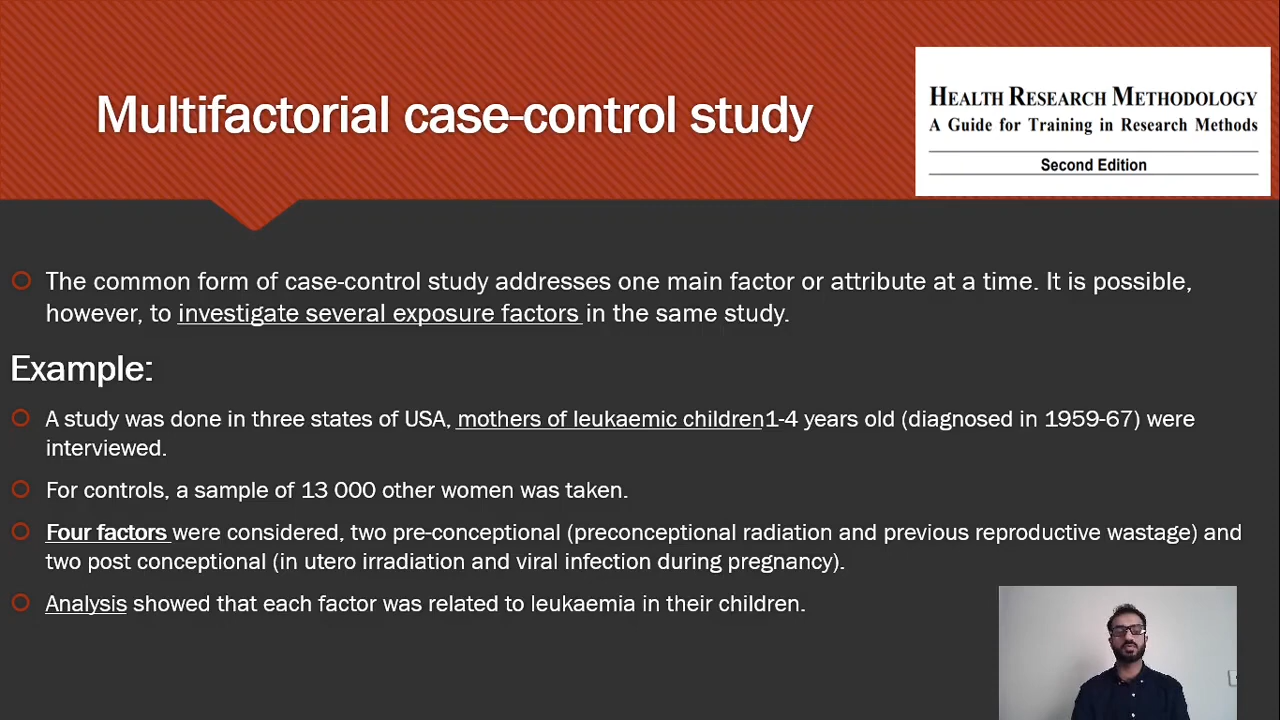 Multifactorial case-control study
HEALTH RESEARCH METHODOLOGY
A Guide for Training in Research Methods
Second Edition
The common form of case-control study addresses one main factor or attribute at a time. It is possible,
however, to investigate several exposure factors in the same study.
Example:
A study was done in three states of USA, mothers of leukaemic children1-4 years old (diagnosed in 1959-67) were
interviewed.
For controls, a sample of 13 000 other women was taken.
Four factors were considered, two pre-conceptional (preconceptional radiation and previous reproductive wastage) and
two post conceptional (in utero irradiation and viral infection during pregnancy).
Analysis showed that each factor was related to leukaemia in their children.